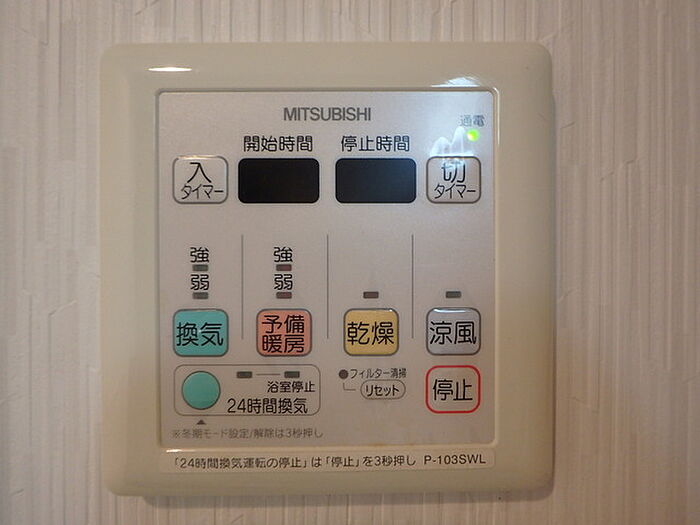 MITSUBISHI
通電
開始時間 停止時間
入
タイマー
切
タイマー
強
弱
強
弱
換気
予備
暖房
乾燥
涼風
浴室停止
24時間換気
●フィルター清掃
リセット
停止
※冬期モード設定/解除は3秒押し
「24時間換気運転の停止」は「停止」を3秒押し P-103SWL